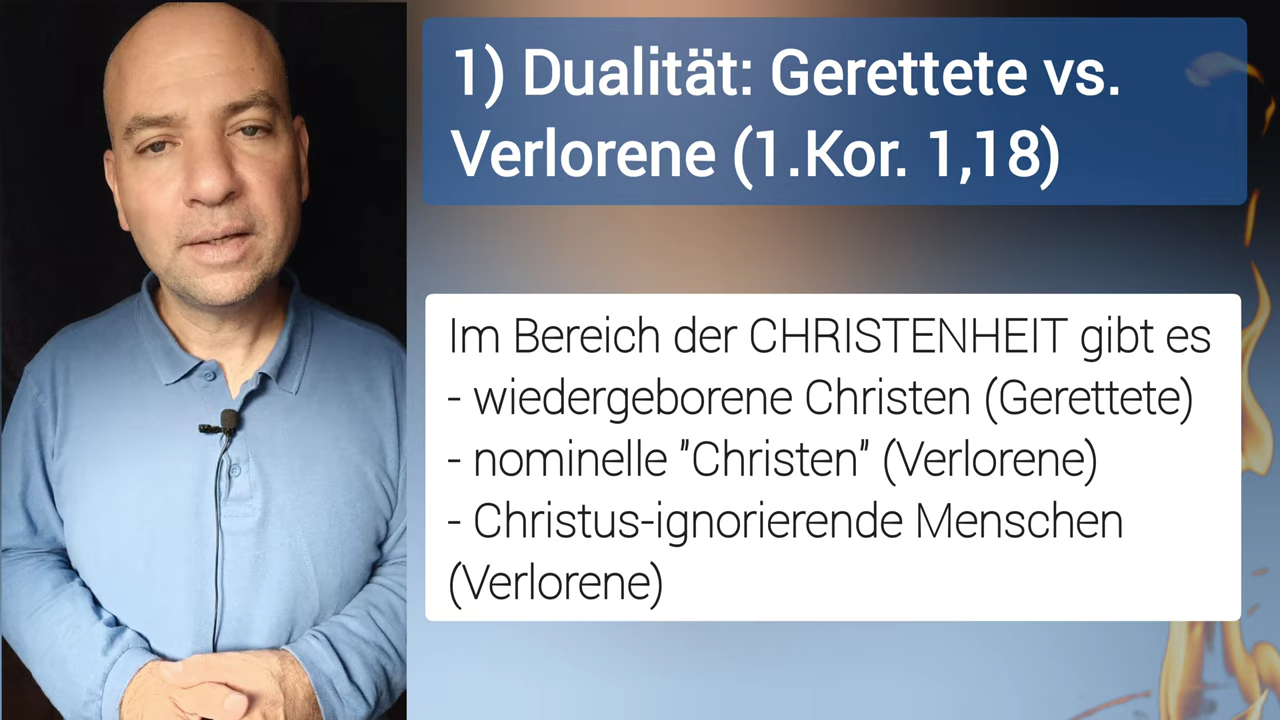 1) Dualität: Gerettete vs.
Verlorene (1.Kor. 1,18)
Im Bereich der CHRISTENHEIT gibt es
- wiedergeborene Christen (Gerettete)
- nominelle "Christen" (Verlorene)
- Christus-ignorierende Menschen
(Verlorene)